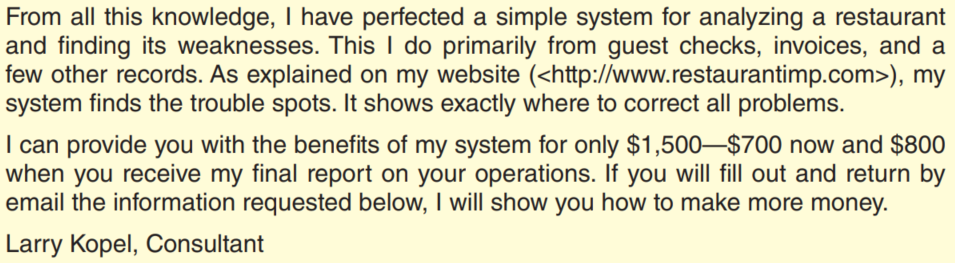 From all this knowledge, I have perfected a simple system for analyzing a restaurant
and finding its weaknesses. This I do primarily from guest checks, invoices, and a
few other records. As explained on my website (<http://www.restaurantimp.com>), my
system finds the trouble spots. It shows exactly where to correct all problems.
I can provide you with the benefits of my system for only $1,500—$700 now and $800
when you receive my final report on your operations. If you will fill out and return by
email the information requested below, I will show you how to make more money.
Larry Kopel, Consultant